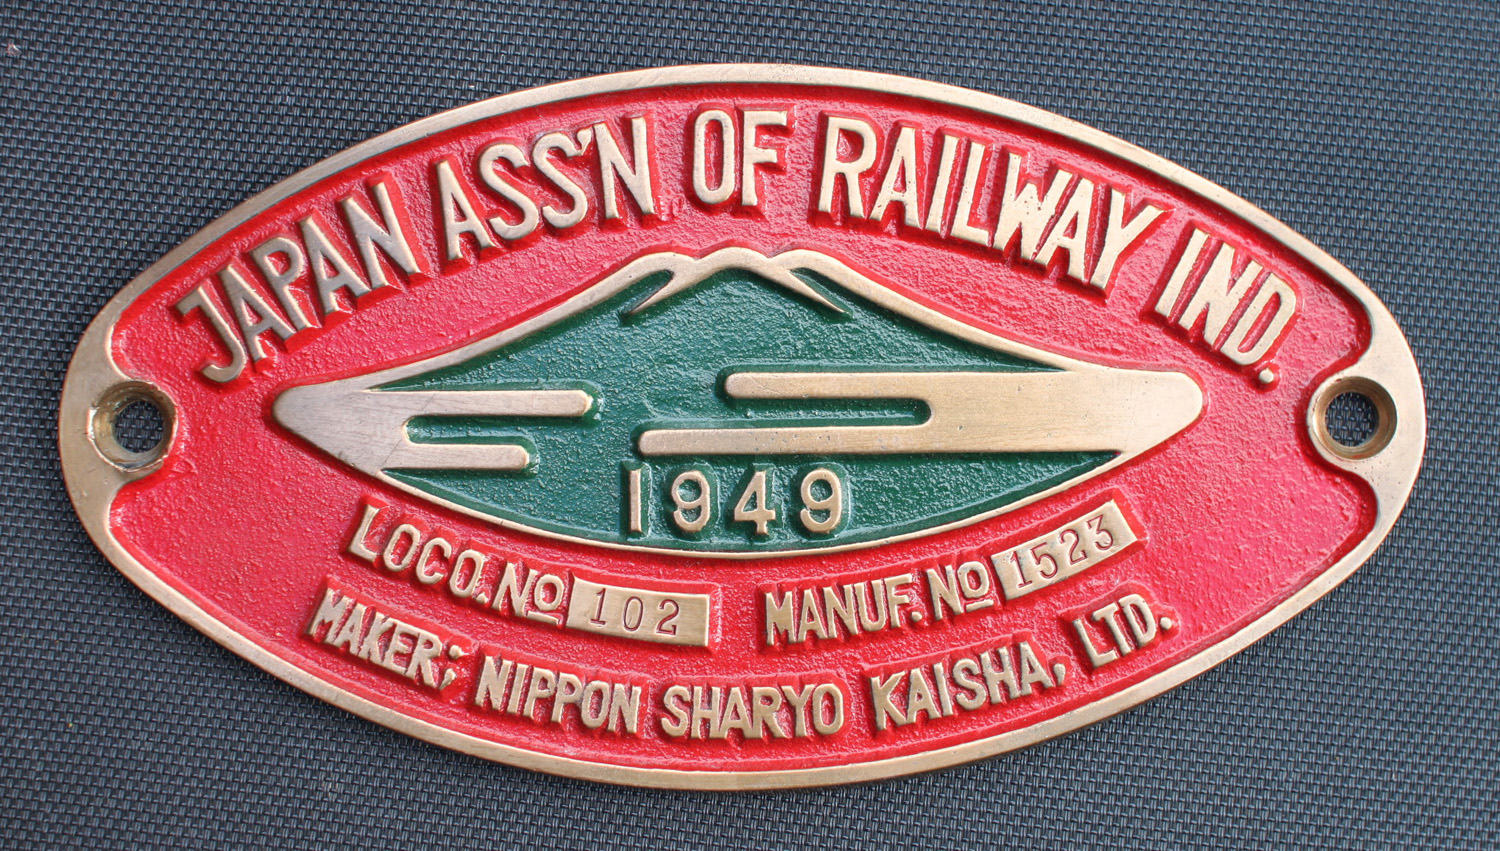 JAPAN ASS'N OF RAILWAY IND.
1949
LOCO. No 102 MANUF. No 1523
MAKER; NIPPON SHARYO KAISHA, LTD.